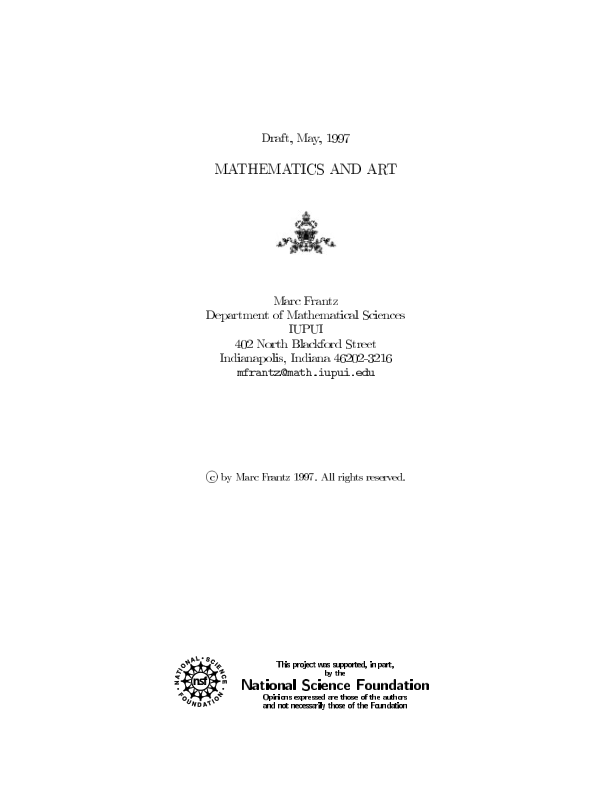 Draft, May, 1997
MATHEMATICS AND ART
Marc Frantz
Department of Mathematical Sciences
IUPUI
402 North Blackford Street
Indianapolis, Indiana 46202-3216
mfrantz@math.iupui.edu
© by Marc Frantz 1997. All rights reserved.
NATIONAL • SCIENCE • FOUNDATION •
nsf
This project was supported, in part,
by the
National Science Foundation
Opinions expressed are those of the authors
and not necessarily those of the Foundation